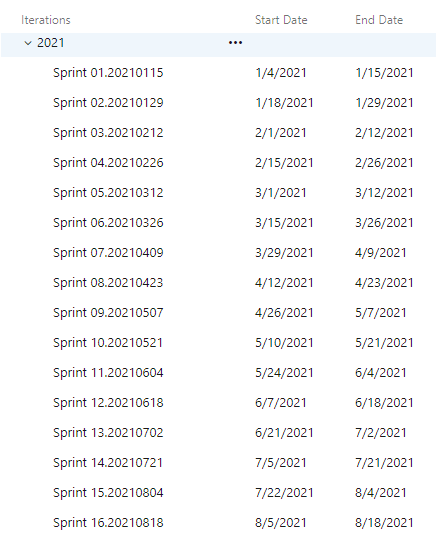 Iterations Start Date End Date
2021
Sprint 01.20210115 1/4/2021 1/15/2021
Sprint 02.20210129 1/18/2021 1/29/2021
Sprint 03.20210212 2/1/2021 2/12/2021
Sprint 04.20210226 2/15/2021 2/26/2021
Sprint 05.20210312 3/1/2021 3/12/2021
Sprint 06.20210326 3/15/2021 3/26/2021
Sprint 07.20210409 3/29/2021 4/9/2021
Sprint 08.20210423 4/12/2021 4/23/2021
Sprint 09.20210507 4/26/2021 5/7/2021
Sprint 10.20210521 5/10/2021 5/21/2021
Sprint 11.20210604 5/24/2021 6/4/2021
Sprint 12.20210618 6/7/2021 6/18/2021
Sprint 13.20210702 6/21/2021 7/2/2021
Sprint 14.20210721 7/5/2021 7/21/2021
Sprint 15.20210804 7/22/2021 8/4/2021
Sprint 16.20210818 8/5/2021 8/18/2021